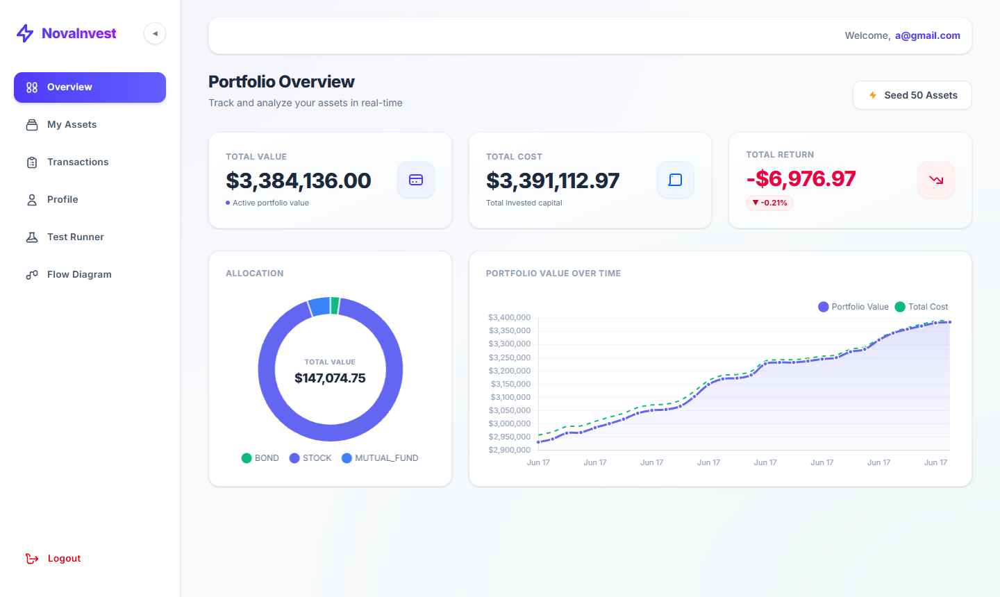 NovaInvest
◀
Overview
My Assets
Transactions
Profile
Test Runner
Flow Diagram
Logout
Welcome, a@gmail.com
Portfolio Overview
Track and analyze your assets in real-time
Seed 50 Assets
TOTAL VALUE
$3,384,136.00
Active portfolio value
TOTAL COST
$3,391,112.97
Total invested capital
TOTAL RETURN
-$6,976.97
▼ -0.21%
ALLOCATION
TOTAL VALUE
$147,074.75
BOND STOCK MUTUAL_FUND
PORTFOLIO VALUE OVER TIME
Portfolio Value Total Cost
$3,400,000
$3,350,000
$3,300,000
$3,250,000
$3,200,000
$3,150,000
$3,100,000
$3,050,000
$3,000,000
$2,950,000
$2,900,000
Jun 17 Jun 17 Jun 17 Jun 17 Jun 17 Jun 17 Jun 17 Jun 17